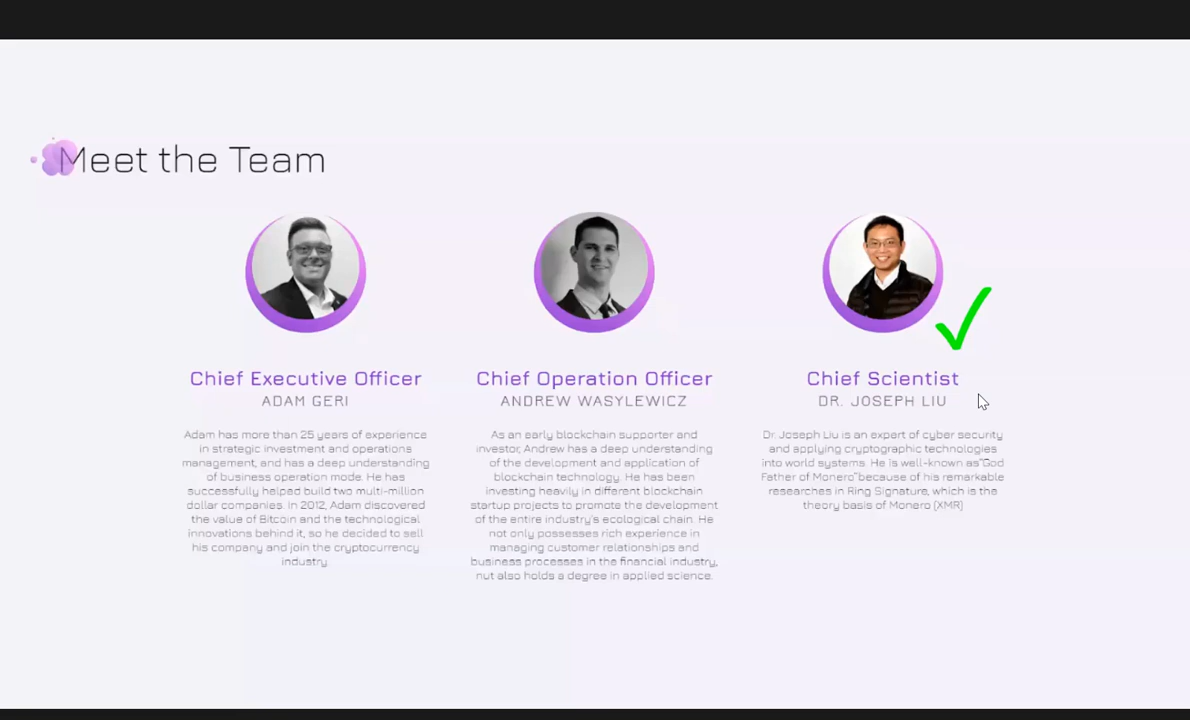 Meet the Team
Chief Executive Officer
ADAM GERI
Adam has more than 25 years of experience
in strategic investment and operations
management, and has a deep understanding
of business operation mode. He has
successfully helped build two multi-million
dollar companies. In 2012, Adam discovered
the value of Bitcoin and the technological
innovations behind it, so he decided to sell
his company and join the cryptocurrency
industry.
Chief Operation Officer
ANDREW WASYLEWICZ
As an early blockchain supporter and
investor, Andrew has a deep understanding
of the development and application of
blockchain technology. He has been
investing heavily in different blockchain
startup projects to promote the development
of the entire industry's ecological chain. He
not only possesses rich experience in
managing customer relationships and
business processes in the financial industry,
nut also holds a degree in applied science.
Chief Scientist
DR. JOSEPH LIU
Dr. Joseph Liu is an expert of cyber security
and applying cryptographic technologies
into world systems. He is well-known as"God
Father of Monero"because of his remarkable
researches in Ring Signature, which is the
theory basis of Monero (XMR)